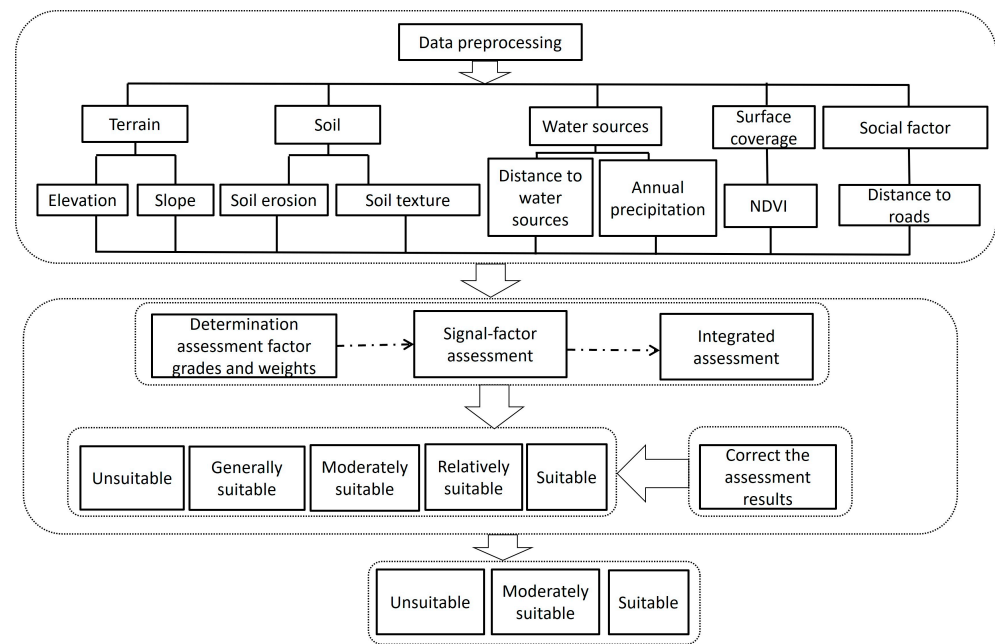 Data preprocessing
Terrain
Soil
Water sources
Surface
coverage
Social factor
Elevation
Slope
Soil erosion
Soil texture
Distance to
water
sources
Annual
precipitation
NDVI
Distance to
roads
Determination
assessment factor
grades and weights
Signal-factor
assessment
Integrated
assessment
Unsuitable
Generally
suitable
Moderately
suitable
Relatively
suitable
Suitable
Correct the
assessment
results
Unsuitable
Moderately
suitable
Suitable